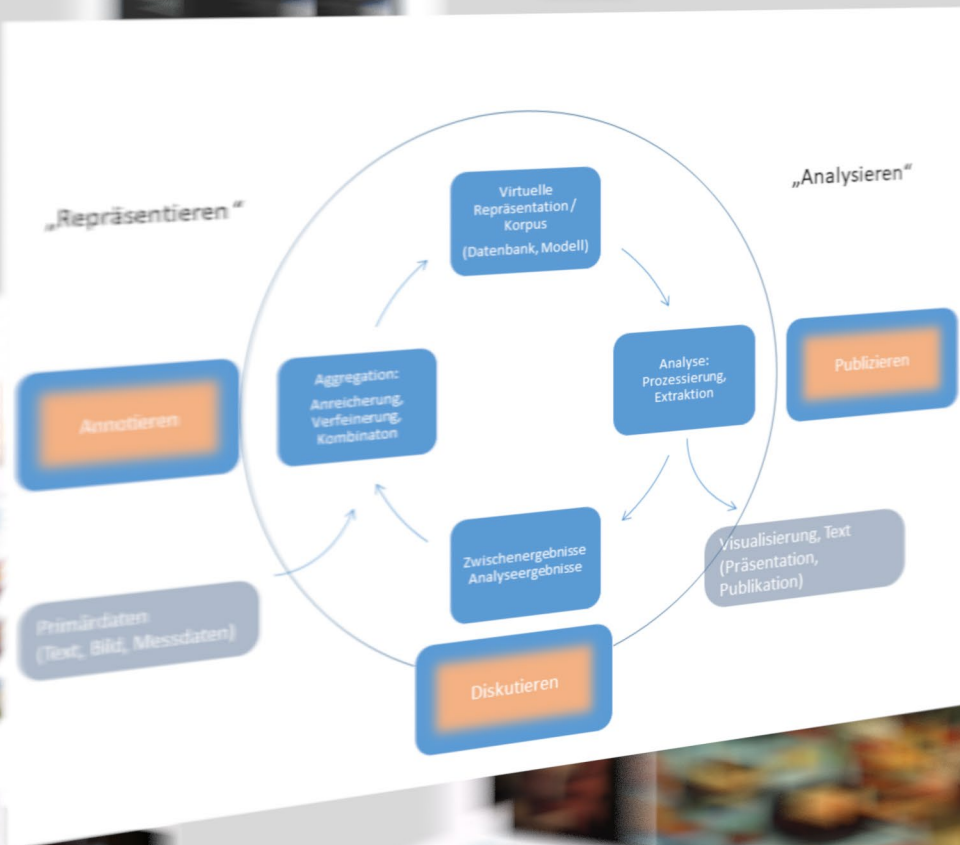 „Repräsentieren“
„Analysieren“
Virtuelle
Repräsentation /
Korpus
(Datenbank, Modell)
Aggregation:
Anreicherung,
Verfeinerung,
Kombinaton
Analyse:
Prozessierung,
Extraktion
Publizieren
Annotieren
Zwischenergebnisse
Analyseergebnisse
Visualisierung, Text
(Präsentation,
Publikation)
Primärdaten
(Text, Bild, Messdaten)
Diskutieren